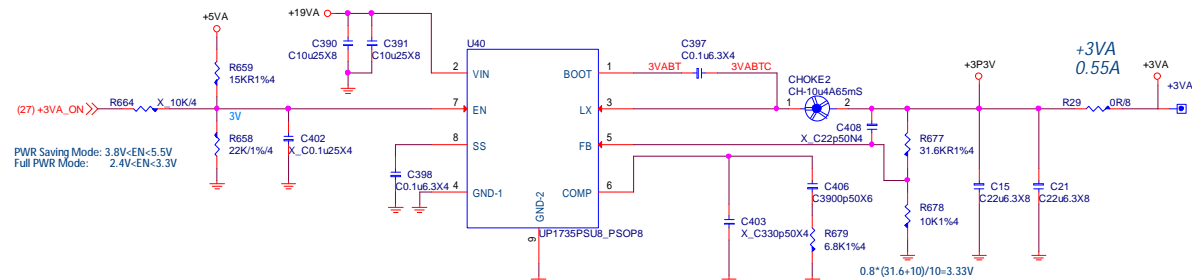 +5VA
+19VA
R659
15KR1%4
C390
C10u25X8
C391
C10u25X8
U40
2
VIN
BOOT
1
3VABT
C397
C0.1u6.3X4
3VABTC
+3P3V
+3VA
0.55A
+3VA
+3VA
(27) +3VA_ON
R664
X_10K/4
3V
7
EN
LX
3
1
CHOKE2
CH-10u4A65mS
2
R29
0R/8
R658
22K/1%/4
C402
X_C0.1u25X4
8
SS
FB
5
C408
X_C22p50N4
R677
31.6KR1%4
PWR Saving Mode: 3.8V<EN<5.5V
Full PWR Mode: 2.4V<EN<3.3V
C398
C0.1u6.3X4
4
GND-1
COMP
6
C406
C3900p50X6
C15
C22u6.3X8
C21
C22u6.3X8
GND-2
9
UP1735PSU8_PSOP8
C403
X_C330p50X4
R679
6.8K1%4
R678
10K1%4
0.8*(31.6+10)/10=3.33V